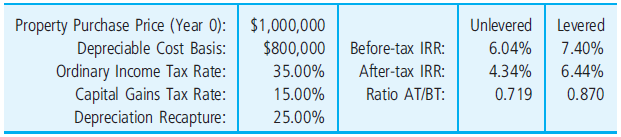 Property Purchase Price (Year 0): $1,000,000 Unlevered Levered
Depreciable Cost Basis: $800,000 Before-tax IRR: 6.04% 7.40%
Ordinary Income Tax Rate: 35.00% After-tax IRR: 4.34% 6.44%
Capital Gains Tax Rate: 15.00% Ratio AT/BT: 0.719 0.870
Depreciation Recapture: 25.00%